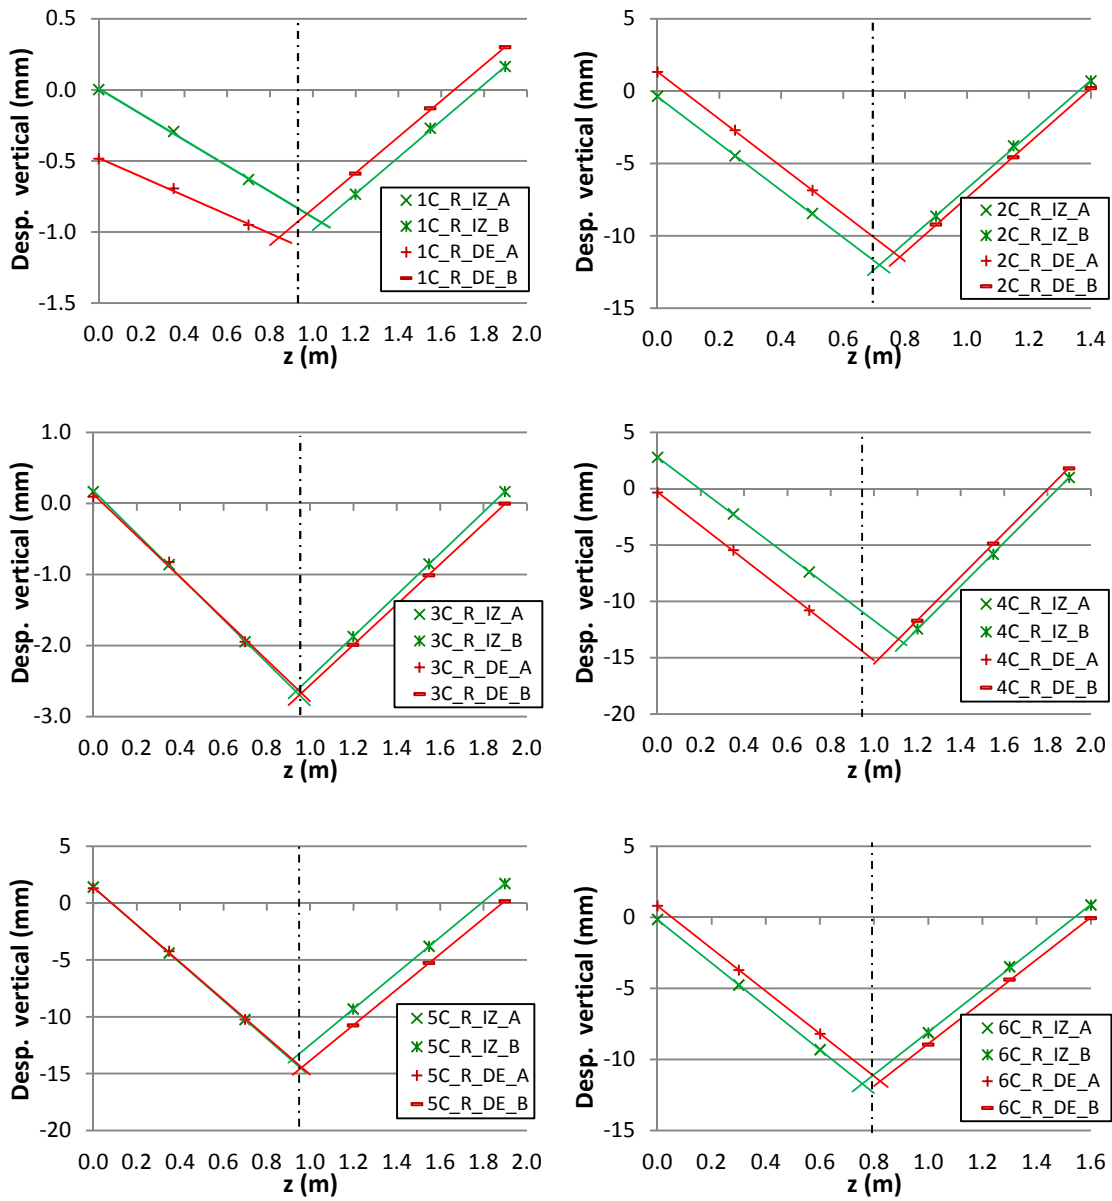 Desp. vertical (mm)
0.5
0.0
-0.5
-1.0
-1.5
1C_R_IZ_A
1C_R_IZ_B
1C_R_DE_A
1C_R_DE_B
0.0 0.2 0.4 0.6 0.8 1.0 1.2 1.4 1.6 1.8 2.0
z (m)
Desp. vertical (mm)
5
0
-5
-10
-15
2C_R_IZ_A
2C_R_IZ_B
2C_R_DE_A
2C_R_DE_B
0.0 0.2 0.4 0.6 0.8 1.0 1.2 1.4
z (m)
Desp. vertical (mm)
1.0
0.0
-1.0
-2.0
-3.0
3C_R_IZ_A
3C_R_IZ_B
3C_R_DE_A
3C_R_DE_B
0.0 0.2 0.4 0.6 0.8 1.0 1.2 1.4 1.6 1.8 2.0
z (m)
Desp. vertical (mm)
5
0
-5
-10
-15
-20
4C_R_IZ_A
4C_R_IZ_B
4C_R_DE_A
4C_R_DE_B
0.0 0.2 0.4 0.6 0.8 1.0 1.2 1.4 1.6 1.8 2.0
z (m)
Desp. vertical (mm)
5
0
-5
-10
-15
-20
5C_R_IZ_A
5C_R_IZ_B
5C_R_DE_A
5C_R_DE_B
0.0 0.2 0.4 0.6 0.8 1.0 1.2 1.4 1.6 1.8 2.0
z (m)
Desp. vertical (mm)
5
0
-5
-10
-15
6C_R_IZ_A
6C_R_IZ_B
6C_R_DE_A
6C_R_DE_B
0.0 0.2 0.4 0.6 0.8 1.0 1.2 1.4 1.6
z (m)